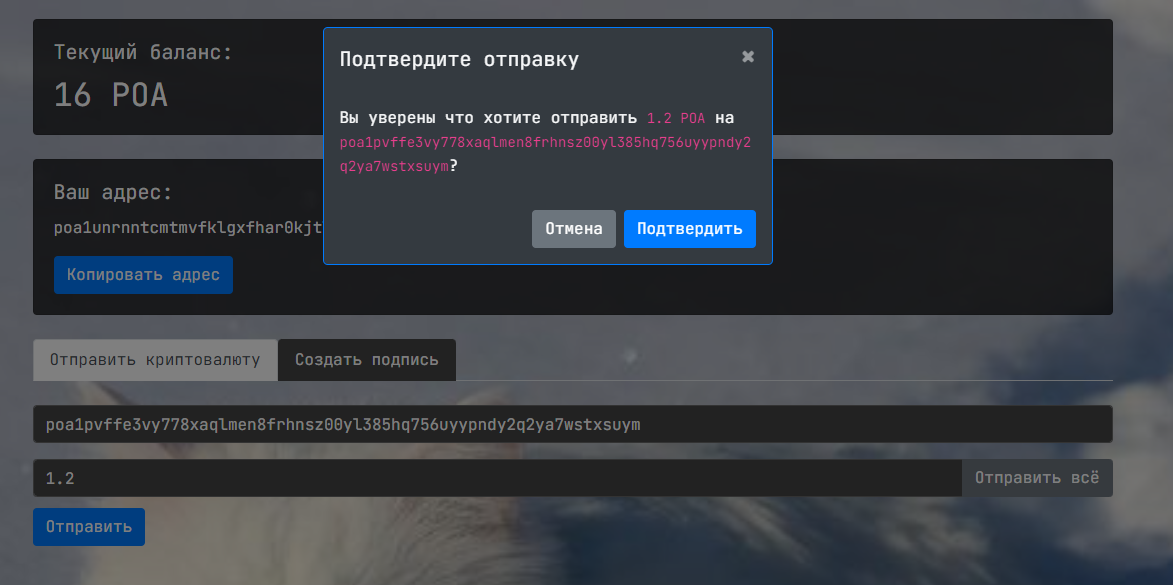 Текущий баланс:
16 POA
Подтвердите отправку
Вы уверены что хотите отправить 1.2 POA на
poa1pvffe3vy778xaqlmen8frhnsz00yl385hq756uyypndy2
q2ya7wstxsuym?
Отмена
Подтвердить
Ваш адрес:
poa1unrnntcmtmvfklgxfhar0kjt
Копировать адрес
Отправить криптовалюту
Создать подпись
poa1pvffe3vy778xaqlmen8frhnsz00yl385hq756uyypndy2q2ya7wstxsuym
1.2
Отправить всё
Отправить